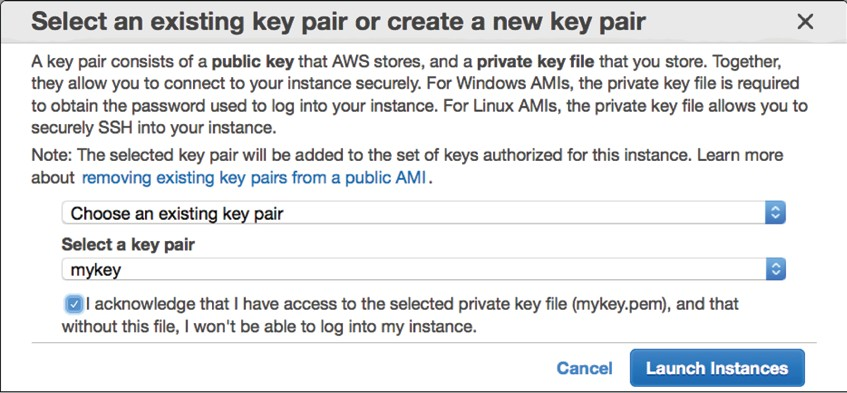 Select an existing key pair or create a new key pair
A key pair consists of a public key that AWS stores, and a private key file that you store. Together,
they allow you to connect to your instance securely. For Windows AMIs, the private key file is required
to obtain the password used to log into your instance. For Linux AMIs, the private key file allows you to
securely SSH into your instance.
Note: The selected key pair will be added to the set of keys authorized for this instance. Learn more
about removing existing key pairs from a public AMI .
Choose an existing key pair
Select a key pair
mykey
I acknowledge that I have access to the selected private key file (mykey.pem), and that
without this file, I won't be able to log into my instance.
Cancel Launch Instances